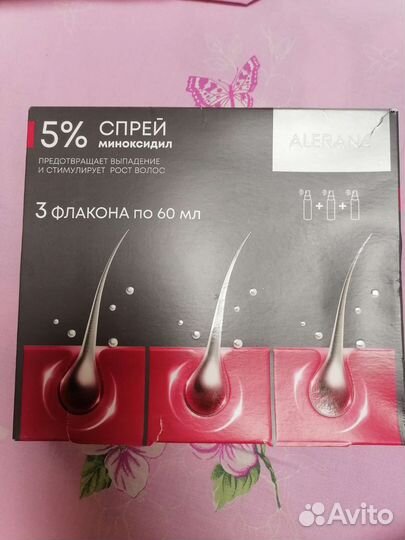 5% СПРЕЙ
МИНОКСИДИЛ
ALERANA
ПРЕДОТВРАЩАЕТ ВЫПАДЕНИЕ
И СТИМУЛИРУЕТ РОСТ ВОЛОС
3 ФЛАКОНА ПО 60 МЛ
Avito